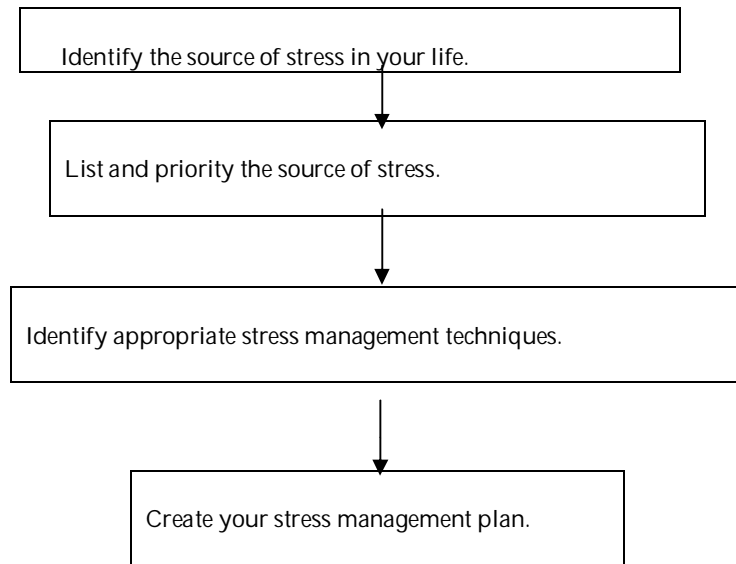 Identify the source of stress in your life.
List and priority the source of stress.
Identify appropriate stress management techniques.
Create your stress management plan.